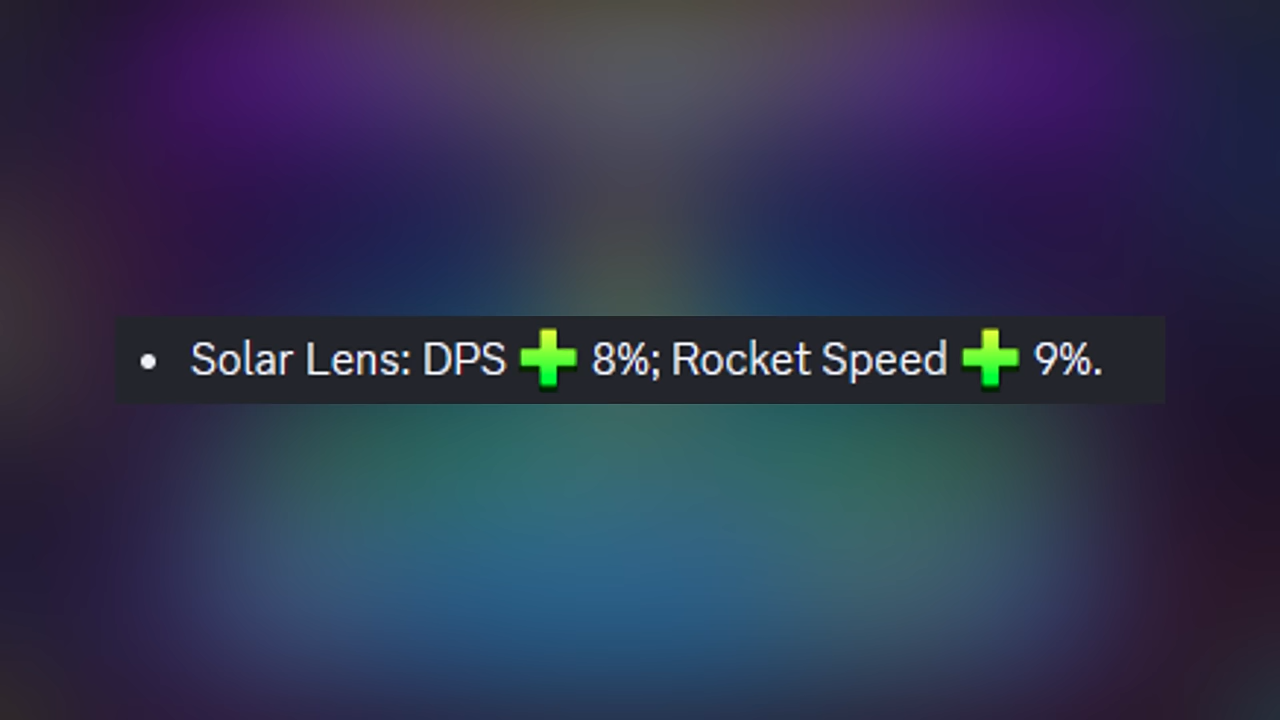 • Solar Lens: DPS ➕ 8%; Rocket Speed ➕ 9%.